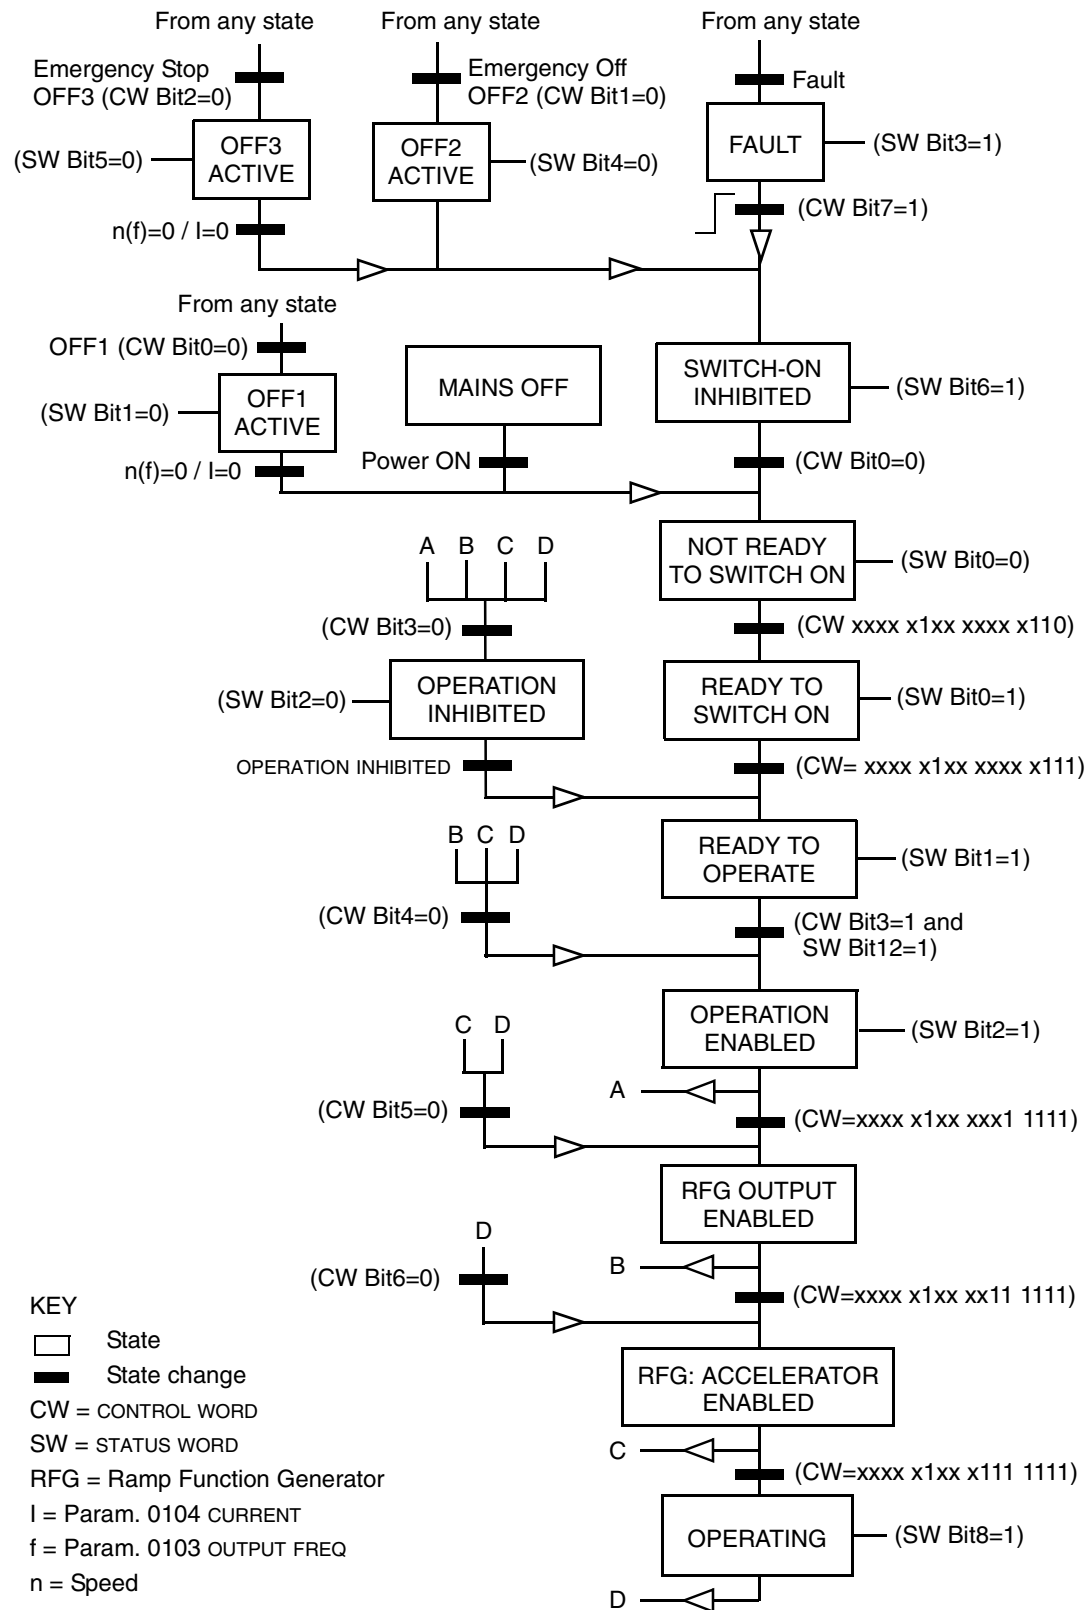 From any state
From any state
From any state
Emergency Stop
OFF3 (CW Bit2=0)
Emergency Off
OFF2 (CW Bit1=0)
Fault
(SW Bit5=0)
OFF3
ACTIVE
OFF2
ACTIVE
(SW Bit4=0)
FAULT
(SW Bit3=1)
n(f)=0 / I=0
(CW Bit7=1)
From any state
OFF1 (CW Bit0=0)
(SW Bit1=0)
OFF1
ACTIVE
MAINS OFF
SWITCH-ON
INHIBITED
(SW Bit6=1)
n(f)=0 / I=0
Power ON
(CW Bit0=0)
A B C D
NOT READY
TO SWITCH ON
(SW Bit0=0)
(CW Bit3=0)
(CW xxxx x1xx xxxx x110)
(SW Bit2=0)
OPERATION
INHIBITED
READY TO
SWITCH ON
(SW Bit0=1)
OPERATION INHIBITED
(CW= xxxx x1xx xxxx x111)
B C D
READY TO
OPERATE
(SW Bit1=1)
(CW Bit4=0)
(CW Bit3=1 and
SW Bit12=1)
C D
OPERATION
ENABLED
(SW Bit2=1)
A
(CW Bit5=0)
(CW=xxxx x1xx xxx1 1111)
RFG OUTPUT
ENABLED
D
B
(CW Bit6=0)
(CW=xxxx x1xx xx11 1111)
RFG: ACCELERATOR
ENABLED
C
(CW=xxxx x1xx x111 1111)
OPERATING
(SW Bit8=1)
D
KEY
State
State change
CW = CONTROL WORD
SW = STATUS WORD
RFG = Ramp Function Generator
I = Param. 0104 CURRENT
f = Param. 0103 OUTPUT FREQ
n = Speed